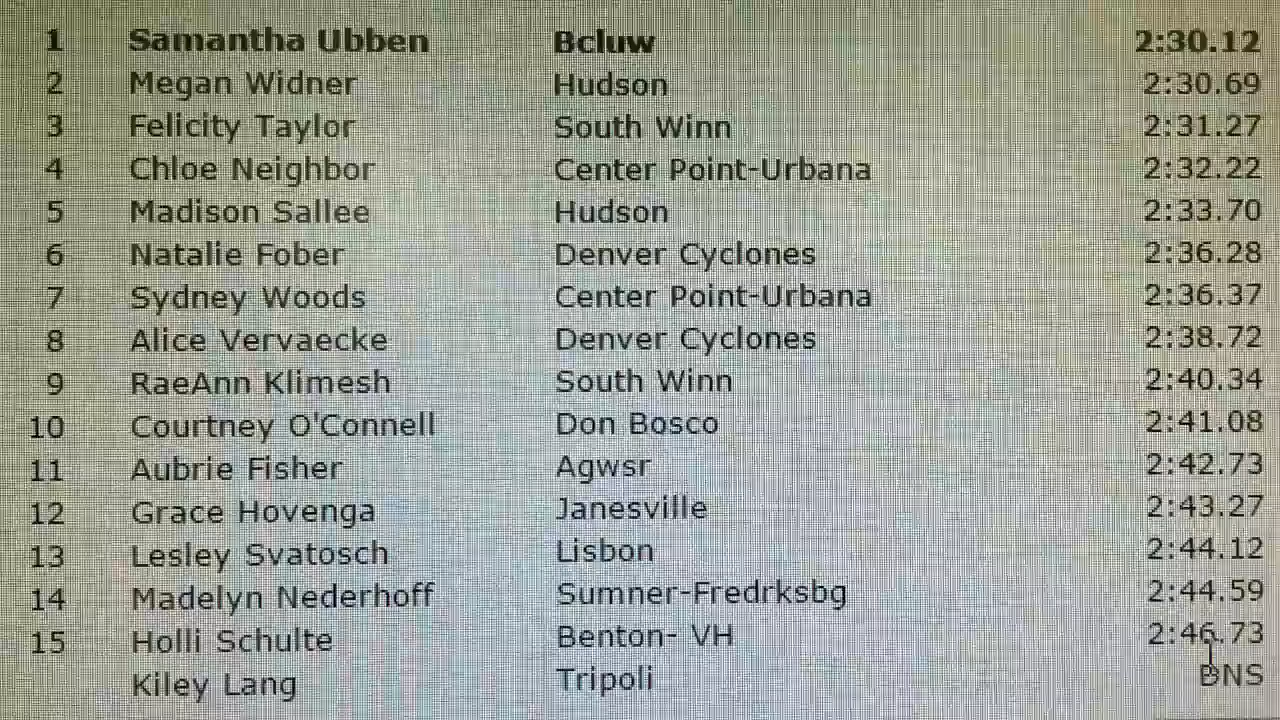 1 Samantha Ubben Bcluw 2:30.12
2 Megan Widner Hudson 2:30.69
3 Felicity Taylor South Winn 2:31.27
4 Chloe Neighbor Center Point-Urbana 2:32.22
5 Madison Sallee Hudson 2:33.70
6 Natalie Fober Denver Cyclones 2:36.28
7 Sydney Woods Center Point-Urbana 2:36.37
8 Alice Vervaecke Denver Cyclones 2:38.72
9 RaeAnn Klimesh South Winn 2:40.34
10 Courtney O'Connell Don Bosco 2:41.08
11 Aubrie Fisher Agwsr 2:42.73
12 Grace Hovenga Janesville 2:43.27
13 Lesley Svatosch Lisbon 2:44.12
14 Madelyn Nederhoff Sumner-Fredrksbg 2:44.59
15 Holli Schulte Benton- VH 2:46.73
Kiley Lang Tripoli DNS